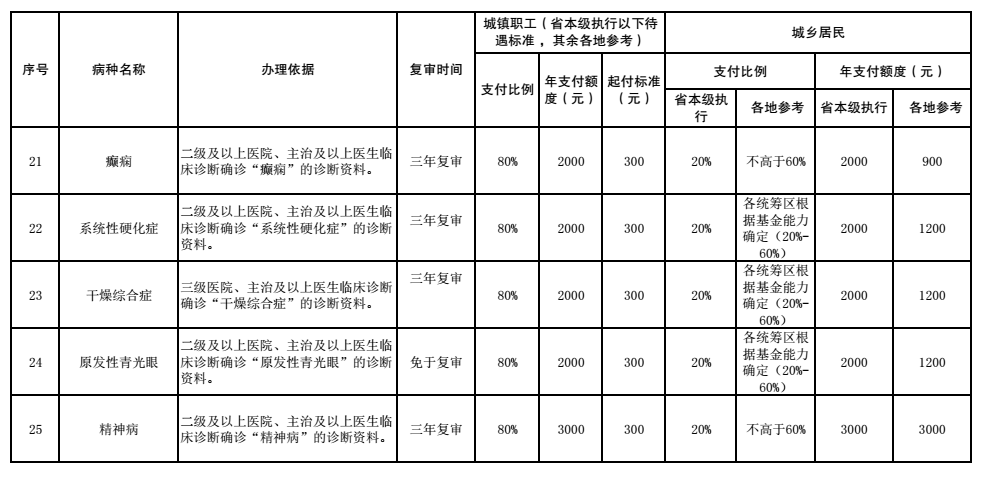 序号
病种名称
办理依据
复审时间
城镇职工（省本级执行以下待
遇标准，其余各地参考）
城乡居民
支付比例
年支付额
度（元）
起付标准
（元）
支付比例
年支付额度（元）
省本级执
行
各地参考
省本级执行
各地参考
21
癫痫
二级及以上医院、主治及以上医生临
床诊断确诊“癫痫”的诊断资料。
三年复审
80%
2000
300
20%
不高于60%
2000
900
22
系统性硬化症
二级及以上医院、主治及以上医生临
床诊断确诊“系统性硬化症”的诊断
资料。
三年复审
80%
2000
300
20%
各统筹区根
据基金能力
确定（20%-
60%）
2000
1200
23
干燥综合症
三级医院、主治及以上医生临床诊断
确诊“干燥综合症”的诊断资料。
三年复审
80%
2000
300
20%
各统筹区根
据基金能力
确定（20%-
60%）
2000
1200
24
原发性青光眼
二级及以上医院、主治及以上医生临
床诊断确诊“原发性青光眼”的诊断
资料。
免于复审
80%
2000
300
20%
各统筹区根
据基金能力
确定（20%-
60%）
2000
1200
25
精神病
二级及以上医院、主治及以上医生临
床诊断确诊“精神病”的诊断资料。
三年复审
80%
3000
300
20%
不高于60%
3000
3000